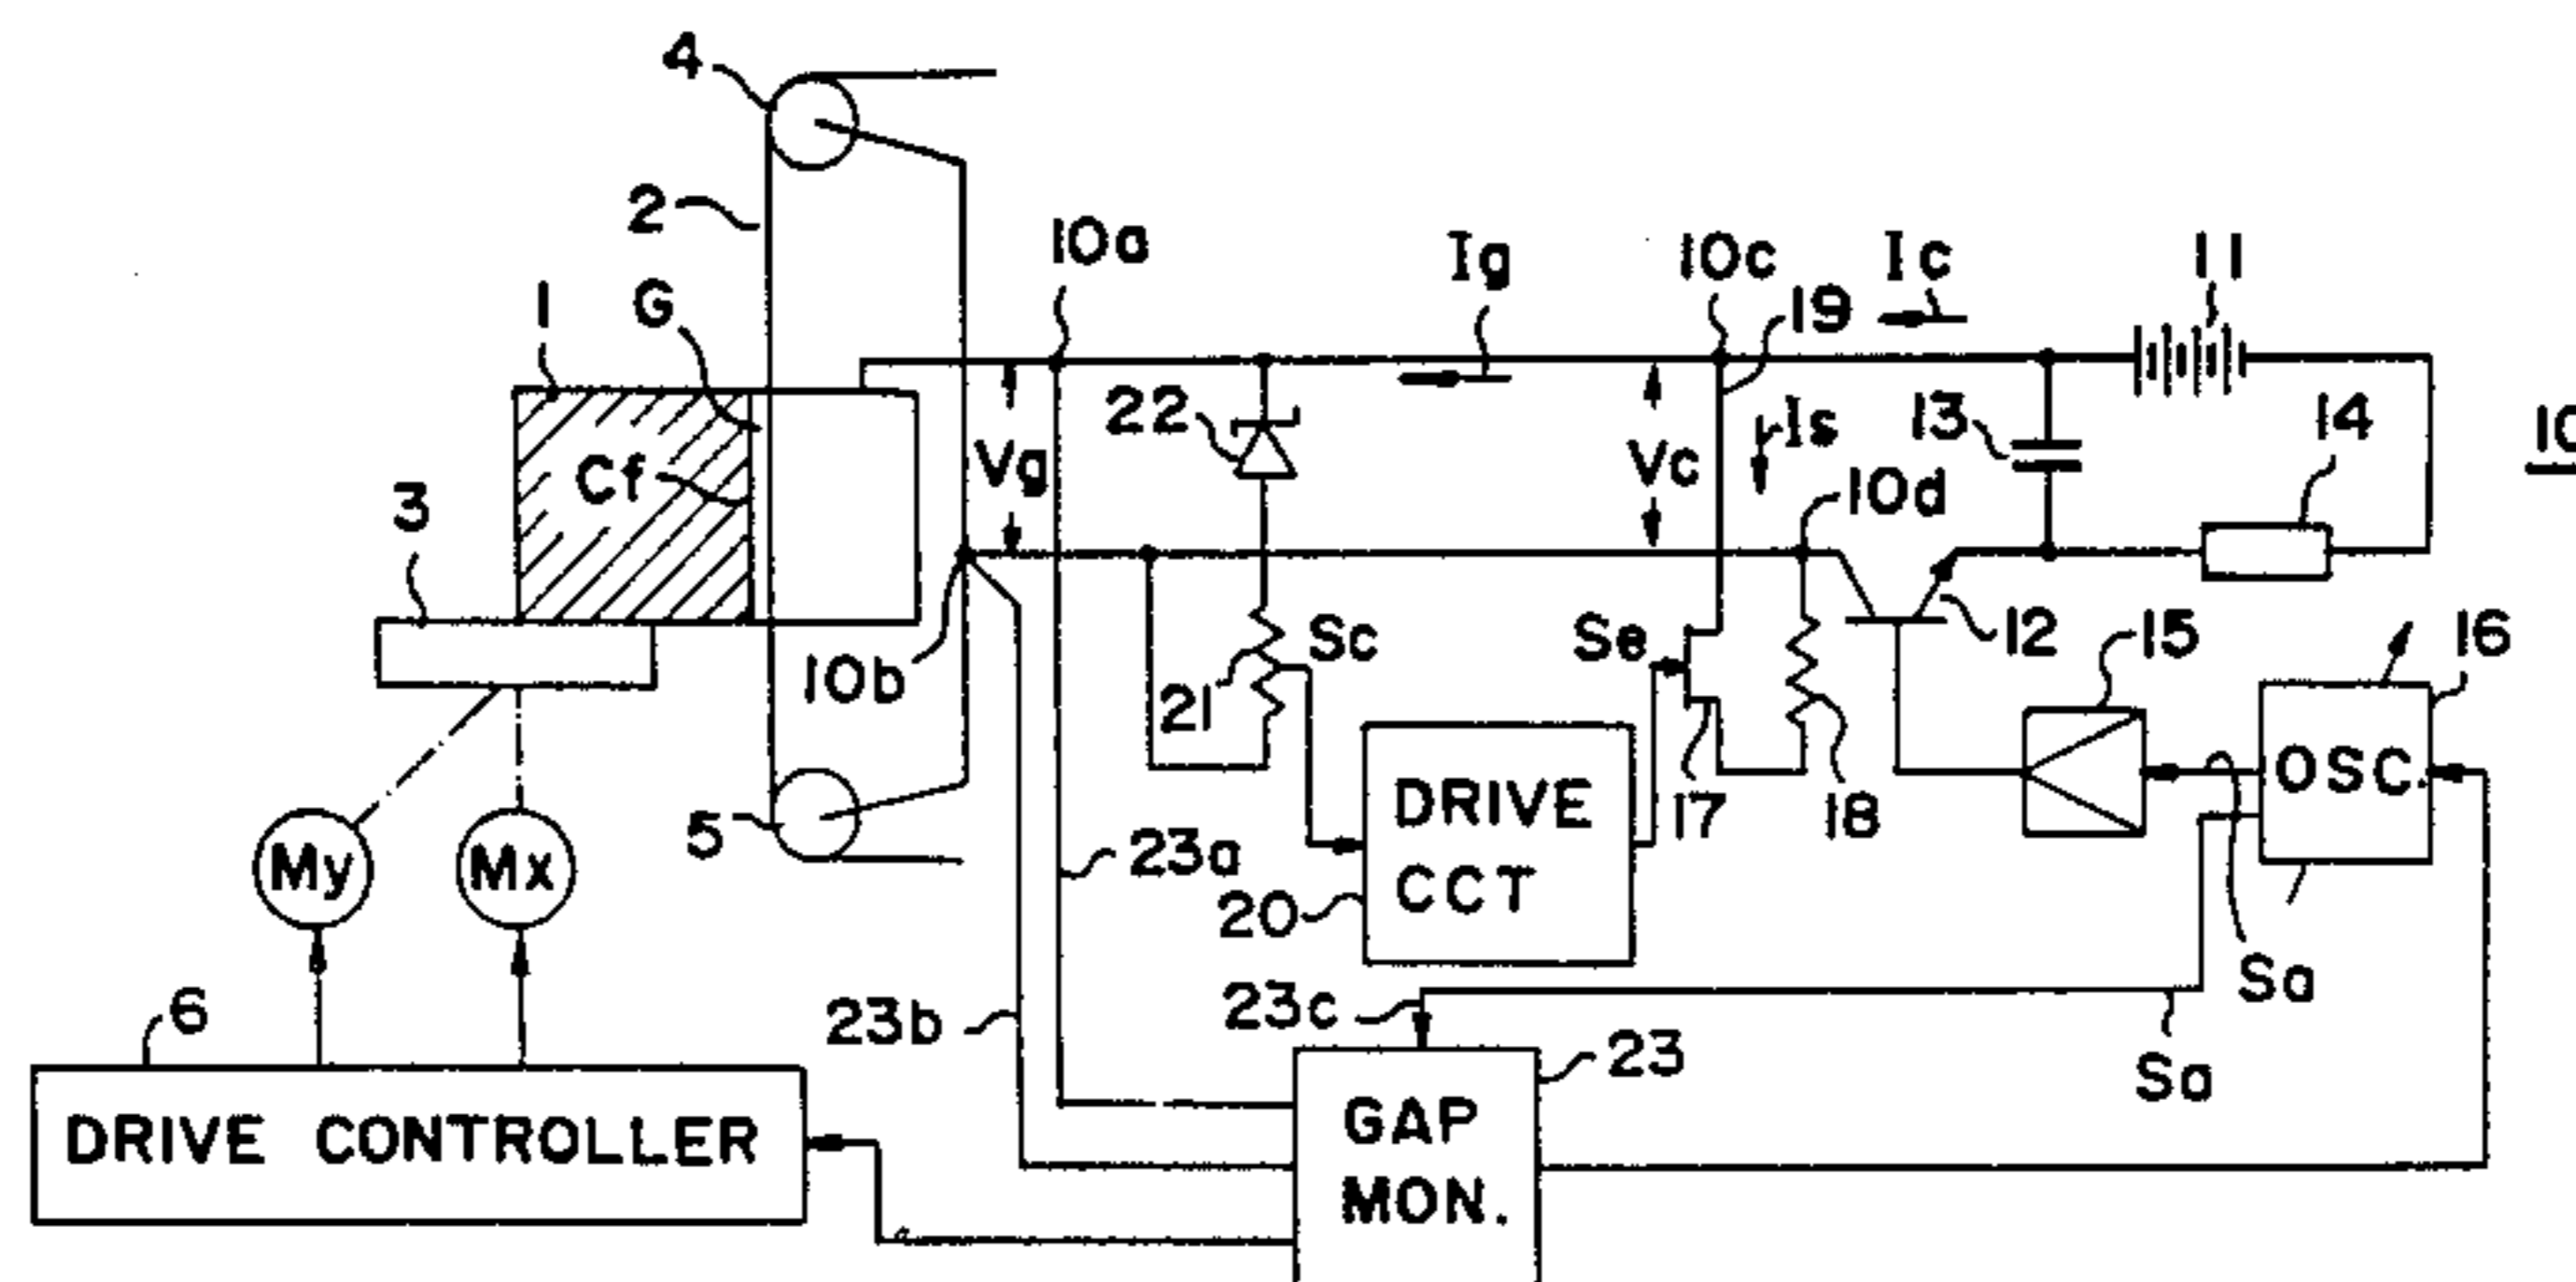 4
2
10a
Ig
10c
Ic
11
1
G
19
22
Vg
Vc
Is
13
14
10
Cf
10d
3
12
15
16
10b
Sc
Se
21
OSC.
DRIVE
CCT
17
18
5
23a
My
Mx
20
Sa
6
23b
23c
23
Sa
DRIVE CONTROLLER
GAP
MON.